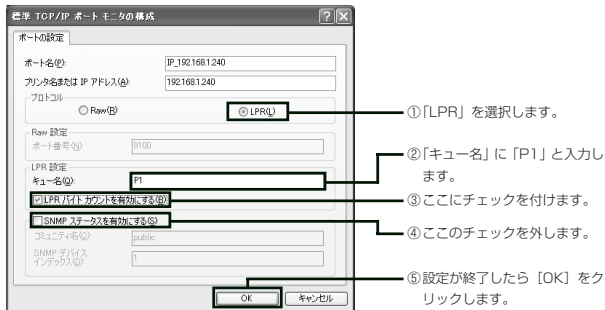 標準 TCP/IP ポート モニタの構成
ポートの設定
ポート名(P):
IP_192.168.1.240
プリンタ名または IP アドレス(A):
192.168.1.240
プロトコル
Raw(R)
LPR(L)
①「LPR」を選択します。
Raw 設定
ポート番号(N):
9100
LPR 設定
キュー名(Q):
P1
②「キュー名」に「P1」と入力し
ます。
LPR バイト カウントを有効にする(B)
③ここにチェックを付けます。
SNMP ステータスを有効にする(S)
④ここのチェックを外します。
コミュニティ名(C):
public
SNMP デバイス
インデックス(D):
1
OK
キャンセル
⑤設定が終了したら［OK］をク
リックします。